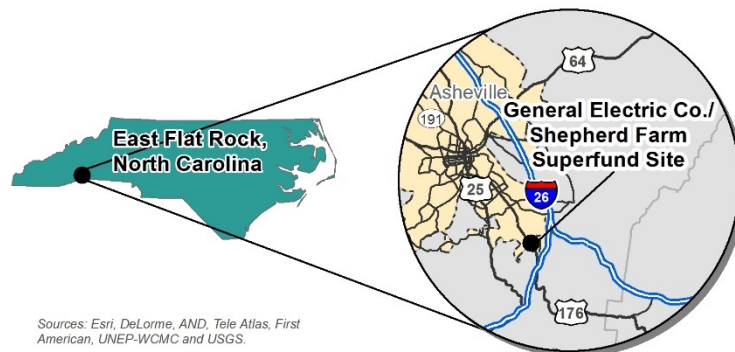 East Flat Rock,
North Carolina
64
Asheville
191
General Electric Co./
Shepherd Farm
Superfund Site
25
26
176
Sources: Esri, DeLorme, AND, Tele Atlas, First
American, UNEP-WCMC and USGS.